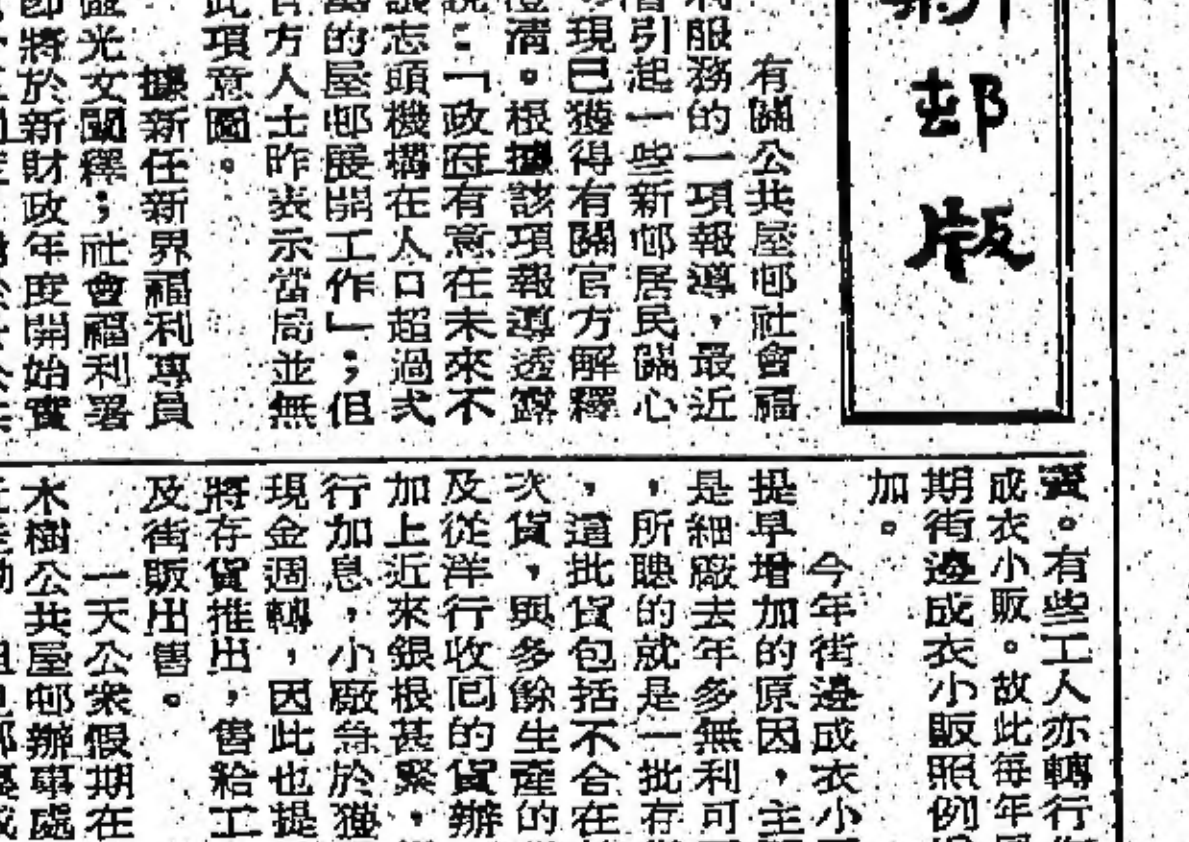 新邨版
有關公共屋邨社會福
利服務的一項報導，最近
引起一些新邨居民關心
現已獲得有關官方解釋
澄清。根據該項報導透露
說：「政府有意在未來不
志願機構在人口超過弍
的屋邨展開工作」；但
官方人士昨表示當局並無
此項意圖。
據新任新界福利專員
光文闡釋；社會福利署
即將於新財政年度開始實
賣。有些工人亦轉行
成衣小販。故此每年
期街邊成衣小販照例
加。
今年街邊成衣小
提早增加的原因，主
是細廠去年多無利可
，所聽的就是一批存
，這批貨包括不合在
次貨，與多餘生產的
及從洋行收回的貨辦
加上近來銀根甚緊，
行加息，小廠急於獲
現金週轉，因此也提
將存貨推出，售給工
及街販出售。
一天公眾假期在
木樹公共屋邨辦事處